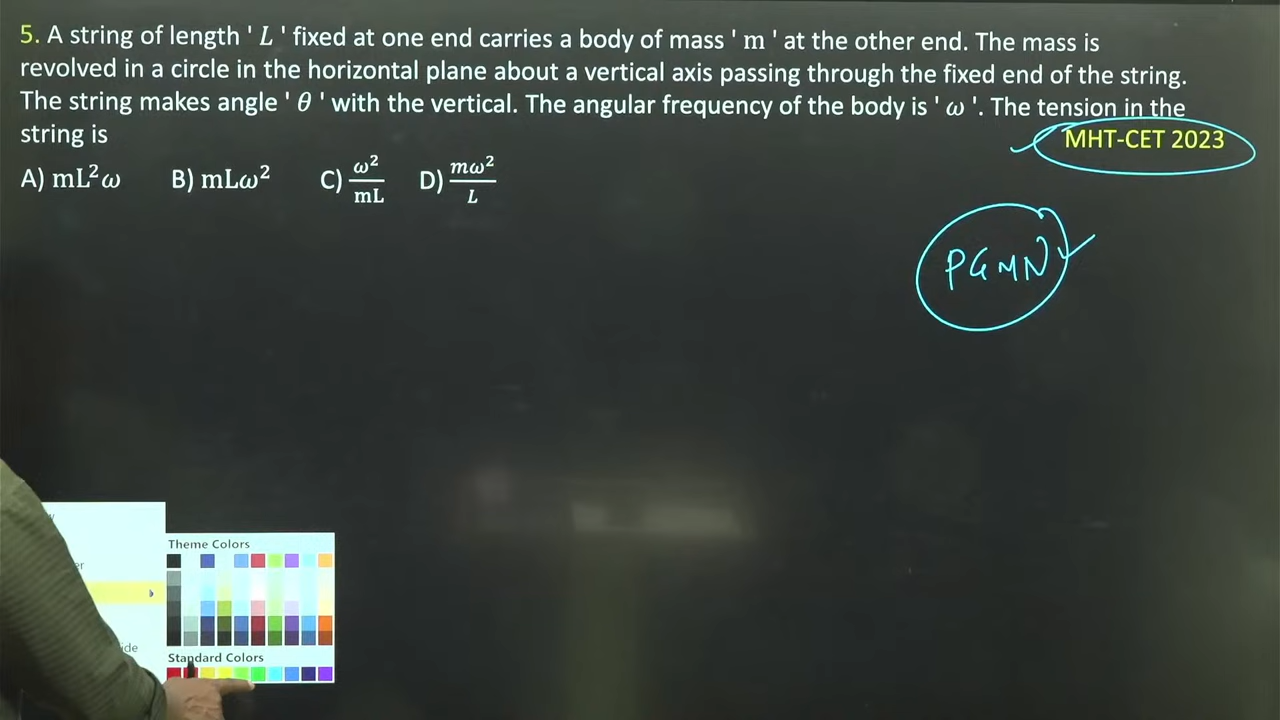 5. A string of length ' L ' fixed at one end carries a body of mass ' m ' at the other end. The mass is
revolved in a circle in the horizontal plane about a vertical axis passing through the fixed end of the string.
The string makes angle ' θ ' with the vertical. The angular frequency of the body is ' ω '. The tension in the
string is
MHT-CET 2023
A) mL²ω B) mLω² C) ω²/mL D) mω²/L
PGMN
Theme Colors
Standard Colors